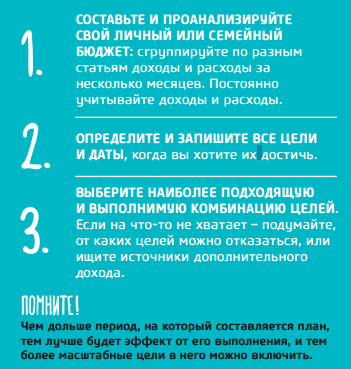 1.
СОСТАВЬТЕ И ПРОАНАЛИЗИРУЙТЕ
СВОЙ ЛИЧНЫЙ ИЛИ СЕМЕЙНЫЙ
БЮДЖЕТ: сгруппируйте по разным
статьям доходы и расходы за
несколько месяцев. Постоянно
учитывайте доходы и расходы.
2.
ОПРЕДЕЛИТЕ И ЗАПИШИТЕ ВСЕ ЦЕЛИ
И ДАТЫ, когда вы хотите их достичь.
3.
ВЫБЕРИТЕ НАИБОЛЕЕ ПОДХОДЯЩУЮ
И ВЫПОЛНИМУЮ КОМБИНАЦИЮ ЦЕЛЕЙ.
Если на что-то не хватает – подумайте,
от каких целей можно отказаться, или
ищите источники дополнительного
дохода.
ПОМНИТЕ!
Чем дольше период, на который составляется план,
тем лучше будет эффект от его выполнения, и тем
более масштабные цели в него можно включить.